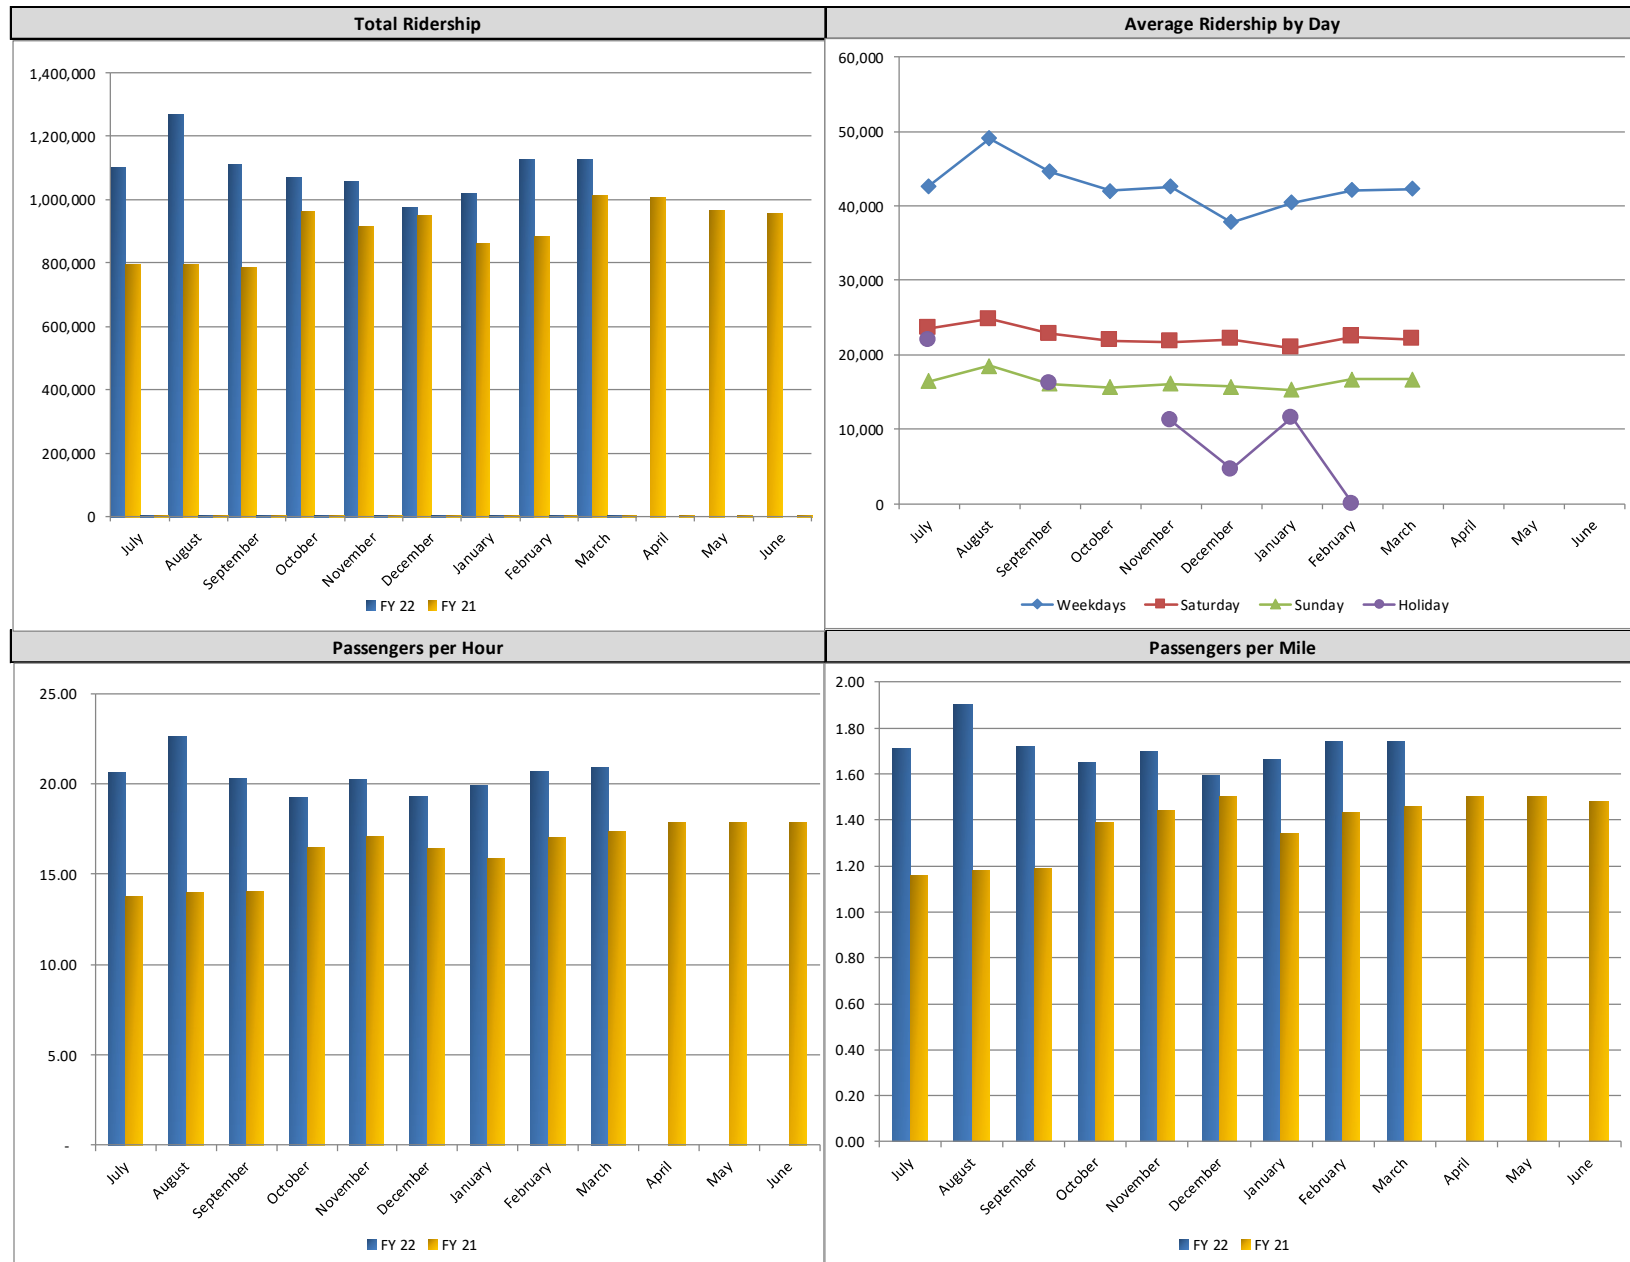 Total Ridership
1,400,000
1,200,000
1,000,000
800,000
600,000
400,000
200,000
0
July
August
September
October
November
December
January
February
March
April
May
June
FY 22 FY 21
Average Ridership by Day
60,000
50,000
40,000
30,000
20,000
10,000
0
July
August
September
October
November
December
January
February
March
April
May
June
Weekdays Saturday Sunday Holiday
Passengers per Hour
25.00
20.00
15.00
10.00
5.00
-
July
August
September
October
November
December
January
February
March
April
May
June
FY 22 FY 21
Passengers per Mile
2.00
1.80
1.60
1.40
1.20
1.00
0.80
0.60
0.40
0.20
0.00
July
August
September
October
November
December
January
February
March
April
May
June
FY 22 FY 21